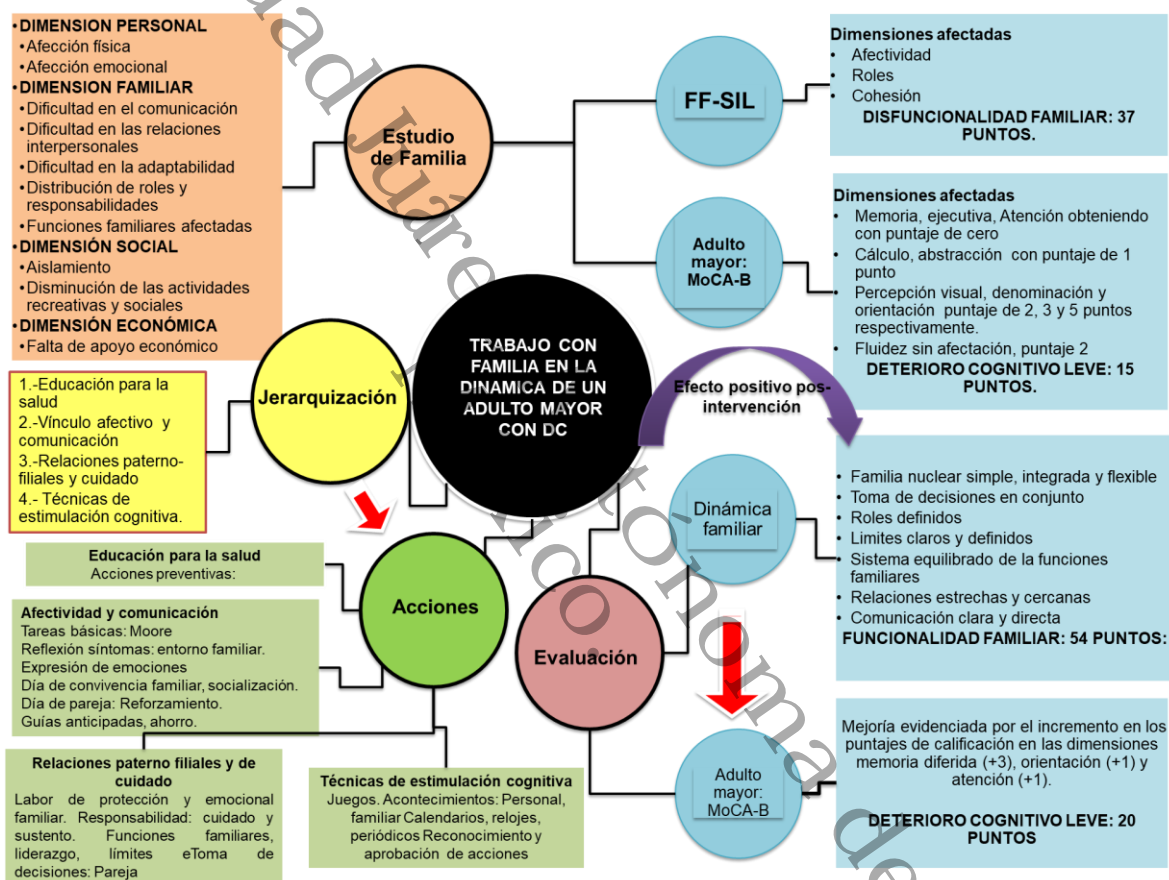 •DIMENSION PERSONAL
•Afección física
•Afección emocional
•DIMENSION FAMILIAR
•Dificultad en el comunicación
•Dificultad en las relaciones
interpersonales
•Dificultad en la adaptabilidad
•Distribución de roles y
responsabilidades
•Funciones familiares afectadas
•DIMENSIÓN SOCIAL
•Aislamiento
•Disminución de las actividades
recreativas y sociales
•DIMENSIÓN ECONÓMICA
•Falta de apoyo económico
Estudio
de Familia
FF-SIL
Dimensiones afectadas
• Afectividad
• Roles
• Cohesión
DISFUNCIONALIDAD FAMILIAR: 37
PUNTOS.
Adulto
mayor:
MoCA-B
Dimensiones afectadas
• Memoria, ejecutiva, Atención obteniendo
con puntaje de cero
• Cálculo, abstracción con puntaje de 1
punto
• Percepción visual, denominación y
orientación puntaje de 2, 3 y 5 puntos
respectivamente.
• Fluidez sin afectación, puntaje 2
DETERIORO COGNITIVO LEVE: 15
PUNTOS.
TRABAJO CON
FAMILIA EN LA
DINAMICA DE UN
ADULTO MAYOR
CON DC
Efecto positivo pos-
intervención
Jerarquización
1.-Educación para la
salud
2.-Vínculo afectivo y
comunicación
3.-Relaciones paterno-
filiales y cuidado
4.- Técnicas de
estimulación cognitiva.
Dinámica
familiar
• Familia nuclear simple, integrada y flexible
• Toma de decisiones en conjunto
• Roles definidos
• Limites claros y definidos
• Sistema equilibrado de la funciones
familiares
• Relaciones estrechas y cercanas
• Comunicación clara y directa
FUNCIONALIDAD FAMILIAR: 54 PUNTOS:
Acciones
Educación para la salud
Acciones preventivas:
Afectividad y comunicación
Tareas básicas: Moore
Reflexión síntomas: entorno familiar.
Expresión de emociones
Día de convivencia familiar, socialización.
Día de pareja: Reforzamiento.
Guías anticipadas, ahorro.
Relaciones paterno filiales y de
cuidado
Labor de protección y emocional
familiar. Responsabilidad: cuidado y
sustento. Funciones familiares,
liderazgo, límites eToma de
decisiones: Pareja
Técnicas de estimulación cognitiva
Juegos. Acontecimientos: Personal,
familiar Calendarios, relojes,
periódicos Reconocimiento y
aprobación de acciones
Evaluación
Adulto
mayor:
MoCA-B
Mejoría evidenciada por el incremento en los
puntajes de calificación en las dimensiones
memoria diferida (+3), orientación (+1) y
atención (+1).
DETERIORO COGNITIVO LEVE: 20
PUNTOS